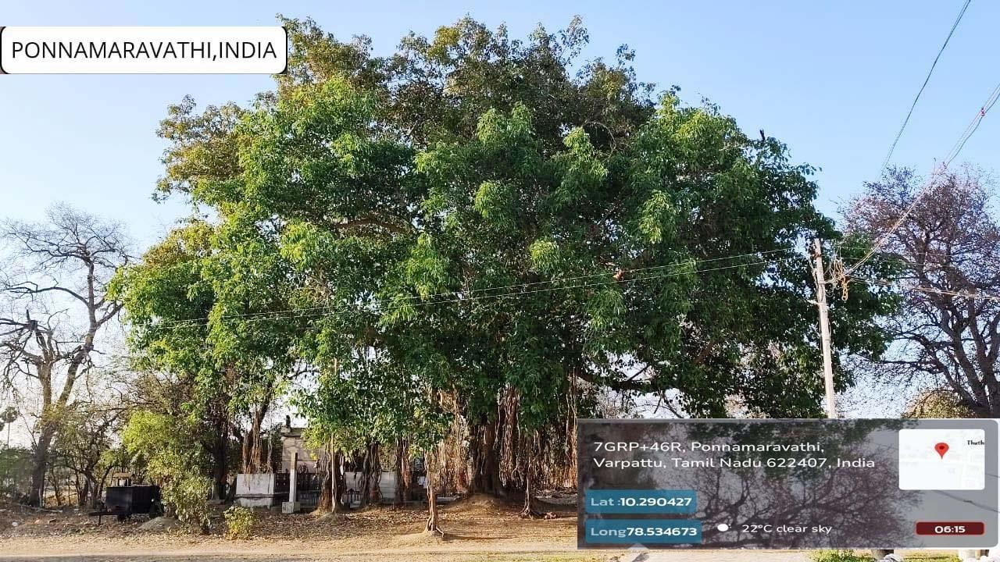 PONNAMARAVATHI,INDIA
7GRP+46R, Ponnamaravathi,
Varpattu, Tamil Nadu 622407, India
Thuth
Lat :10.290427
Long78.534673
22°C clear sky
06:15